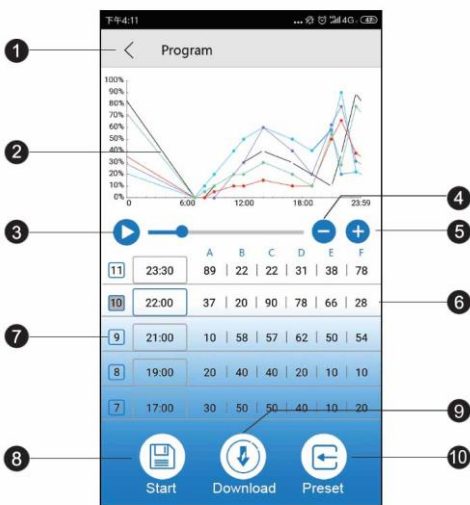 下午4:11 ... 4G 47
1 Program
100%
90%
80%
70%
60%
50%
2 40%
30%
20%
10%
0%
0 6:00 12:00 18:00 23:59
4
3 5
A B C D E F
11 23:30 89 | 22 | 22 | 31 | 38 | 78
10 22:00 37 | 20 | 90 | 78 | 66 | 28 6
7 9 21:00 10 | 58 | 57 | 62 | 50 | 54
8 19:00 20 | 40 | 40 | 20 | 10 | 10
7 17:00 30 | 50 | 50 | 40 | 10 | 20
9
8 10
Start Download Preset